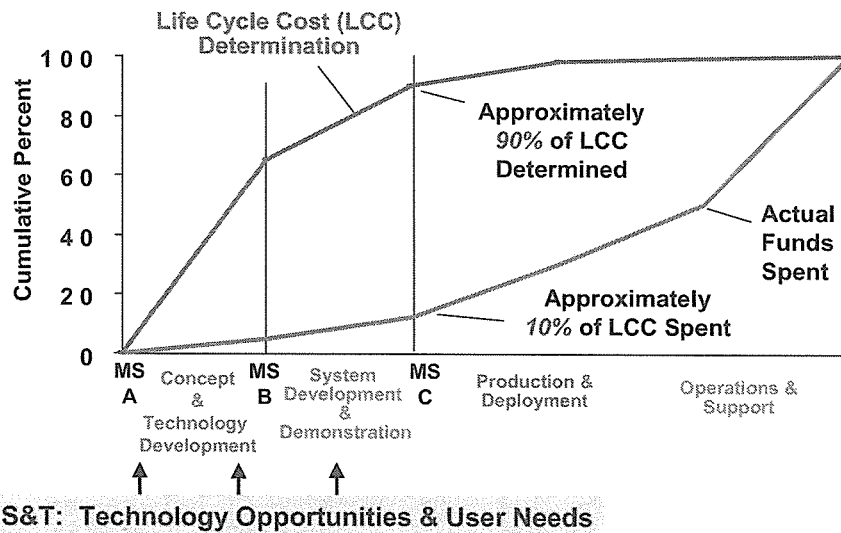 Life Cycle Cost (LCC)
Determination
Cumulative Percent
100
80
60
40
20
0
Approximately
90% of LCC
Determined
Actual
Funds
Spent
Approximately
10% of LCC Spent
MS
A
Concept
&
Technology
Development
MS
B
System
Development
&
Demonstration
MS
C
Production &
Deployment
Operations &
Support
S&T: Technology Opportunities & User Needs